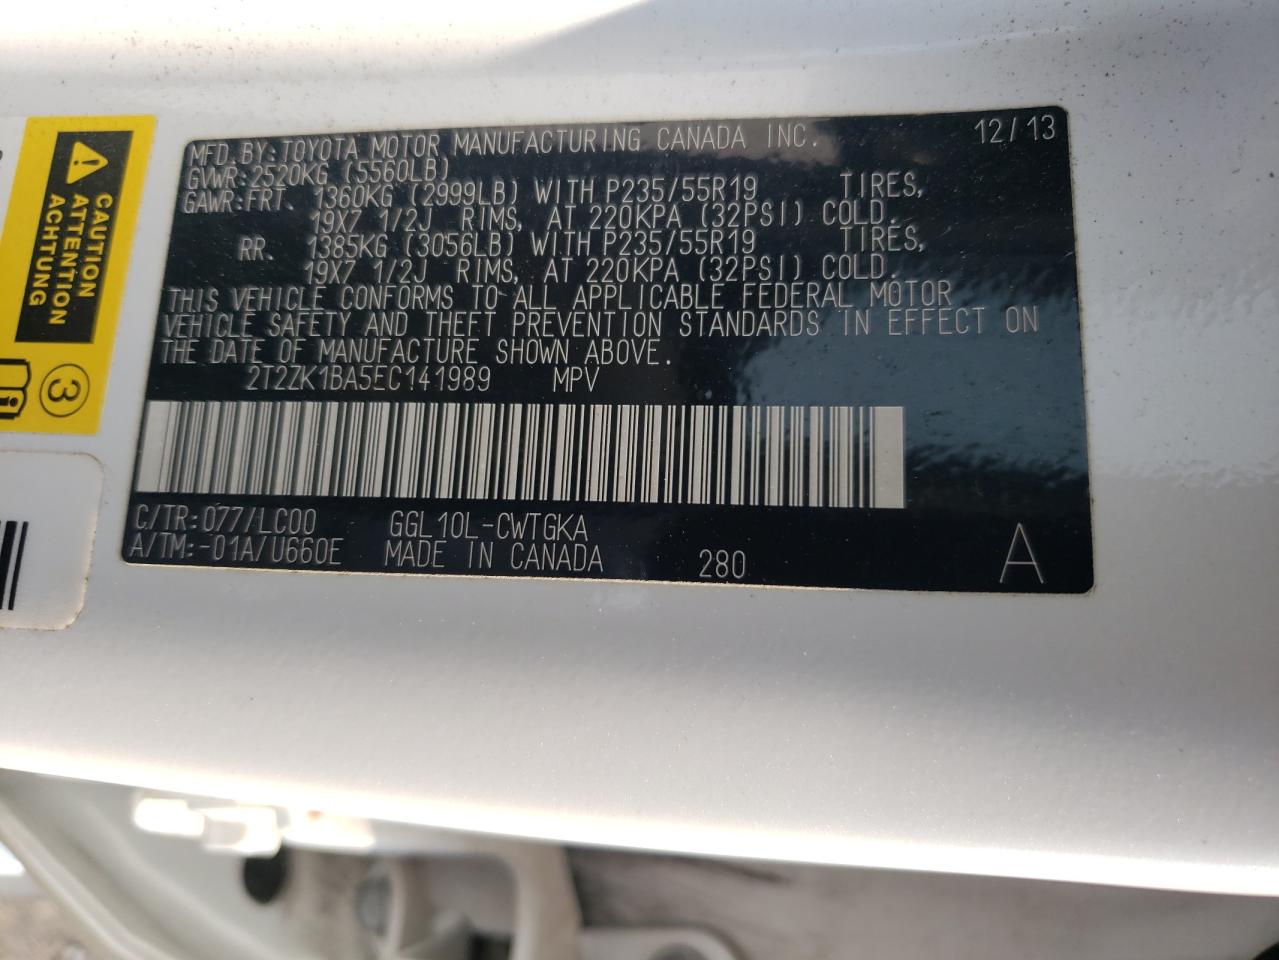 MFD.BY:TOYOTA MOTOR MANUFACTURING CANADA INC. 12/13
GVWR:2520KG (5560LB)
GAWR:FRT. 1360KG (2999LB) WITH P235/55R19 TIRES,
19X7 1/2J RIMS, AT 220KPA (32PSI) COLD.
RR. 1385KG (3056LB) WITH P235/55R19 TIRES,
19X7 1/2J RIMS, AT 220KPA (32PSI) COLD.
THIS VEHICLE CONFORMS TO ALL APPLICABLE FEDERAL MOTOR
VEHICLE SAFETY AND THEFT PREVENTION STANDARDS IN EFFECT ON
THE DATE OF MANUFACTURE SHOWN ABOVE.
2T2ZK1BA5EC141989 MPV
C/TR:077/LC00 GGL10L-CWTGKA
A/TM:-01A/U660E MADE IN CANADA 280 A
CAUTION
ATTENTION
ACHTUNG
3